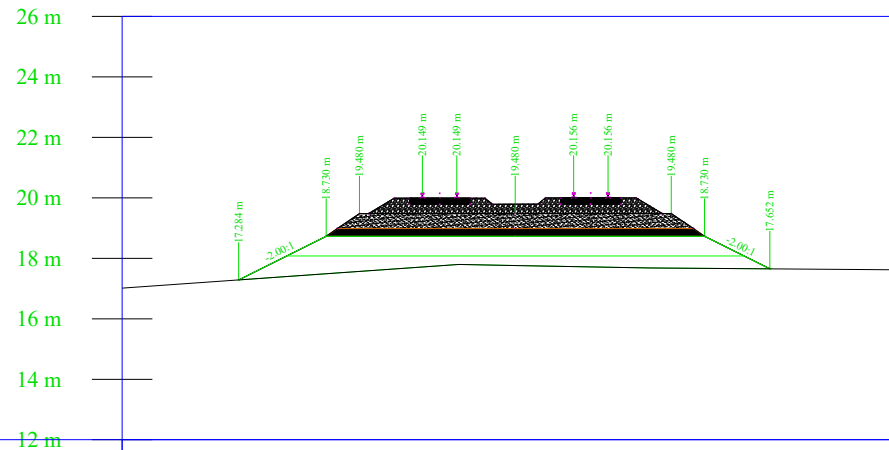 26 m
24 m
22 m
20 m
18 m
16 m
14 m
12 m
17.284 m
18.730 m
19.480 m
20.149 m
20.149 m
19.480 m
20.156 m
20.156 m
19.480 m
18.730 m
17.652 m
-2.00:1
-2.00:1